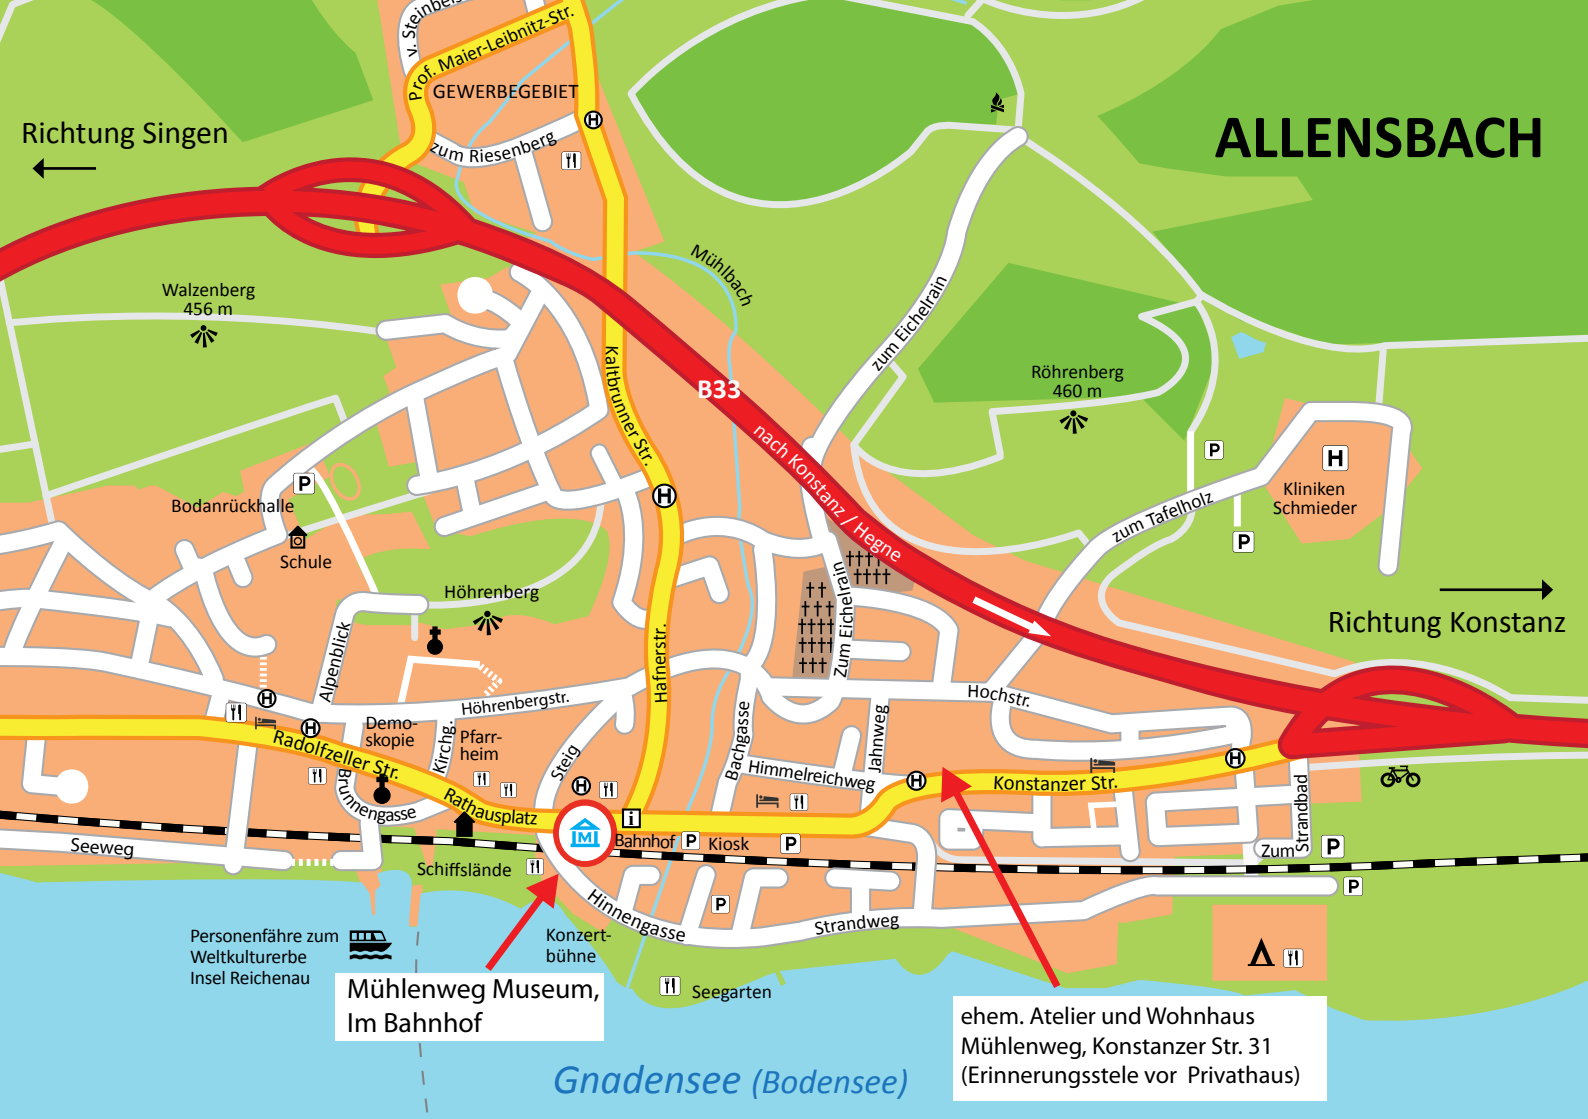 v. Steinbeis
Prof. Maier-Leibnitz-Str.
GEWERBEGEBIET
H
zum Riesenberg
Richtung Singen
ALLENSBACH
Walzenberg
456 m
Mühlbach
zum Eichelrain
Röhrenberg
460 m
B33
nach Konstanz / Hegne
Kaltbrunner Str.
P
H
Kliniken
Schmieder
zum Tafelholz
P
P
Bodanrückhalle
H
Schule
Höhrenberg
Zum Eichelrain
Richtung Konstanz
Alpenblick
Hafnerstr.
Höhrenbergstr.
Hochstr.
H
H
Demo-
skopie
Kirchg.
Pfarr-
heim
Steig
Bachgasse
Jahnweg
Himmelreichweg
H
Konstanzer Str.
H
Radolfzeller Str.
Brunnengasse
Rathausplatz
H
i
M
Bahnhof
P
Kiosk
P
Zum
Strandbad
P
Seeweg
Schiffslände
P
P
Hinnengasse
Strandweg
Personenfähre zum
Weltkulturerbe
Insel Reichenau
Konzert-
bühne
Seegarten
Mühlenweg Museum,
Im Bahnhof
ehem. Atelier und Wohnhaus
Mühlenweg, Konstanzer Str. 31
(Erinnerungsstele vor Privathaus)
Gnadensee (Bodensee)